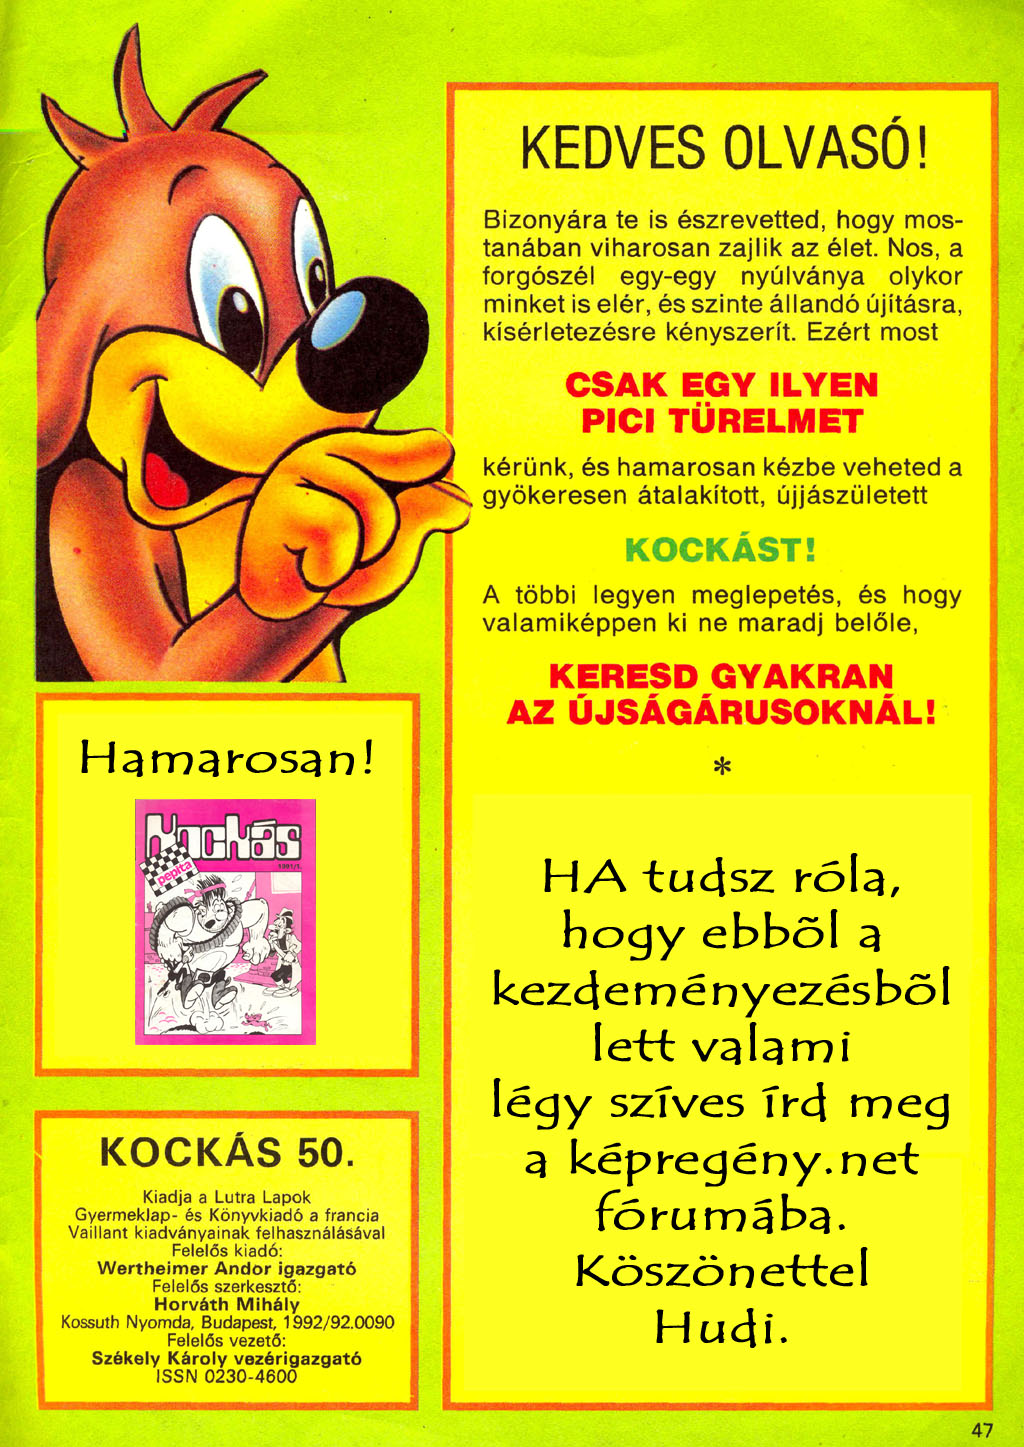 KEDVES OLVASÓ!
Bizonyára te is észrevetted, hogy mos-
tanában viharosan zajlik az élet. Nos, a
forgószél egy-egy nyúlványa olykor
minket is elér, és szinte állandó újításra,
kísérletezésre kényszerít. Ezért most
CSAK EGY ILYEN
PICI TÜRELMET
kérünk, és hamarosan kézbe veheted a
gyökeresen átalakított, újjászületett
KOCKÁST!
A többi legyen meglepetés, és hogy
valamiképpen ki ne maradj belőle,
KERESD GYAKRAN
AZ ÚJSÁGÁRUSOKNÁL!
*
HA tudsz róla,
hogy ebbõl a
kezdeményezésbõl
lett valami
légy szíves írd meg
a képregény.net
fórumába.
Köszönettel
Hudi.
Hamarosan!
Kockás
1991/1.
pepita
KOCKÁS 50.
Kiadja a Lutra Lapok
Gyermeklap- és Könyvkiadó a francia
Vaillant kiadványainak felhasználásával
Felelős kiadó:
Wertheimer Andor igazgató
Felelős szerkesztő:
Horváth Mihály
Kossuth Nyomda, Budapest, 1992/92.0090
Felelős vezető:
Székely Károly vezérigazgató
ISSN 0230-4600
47